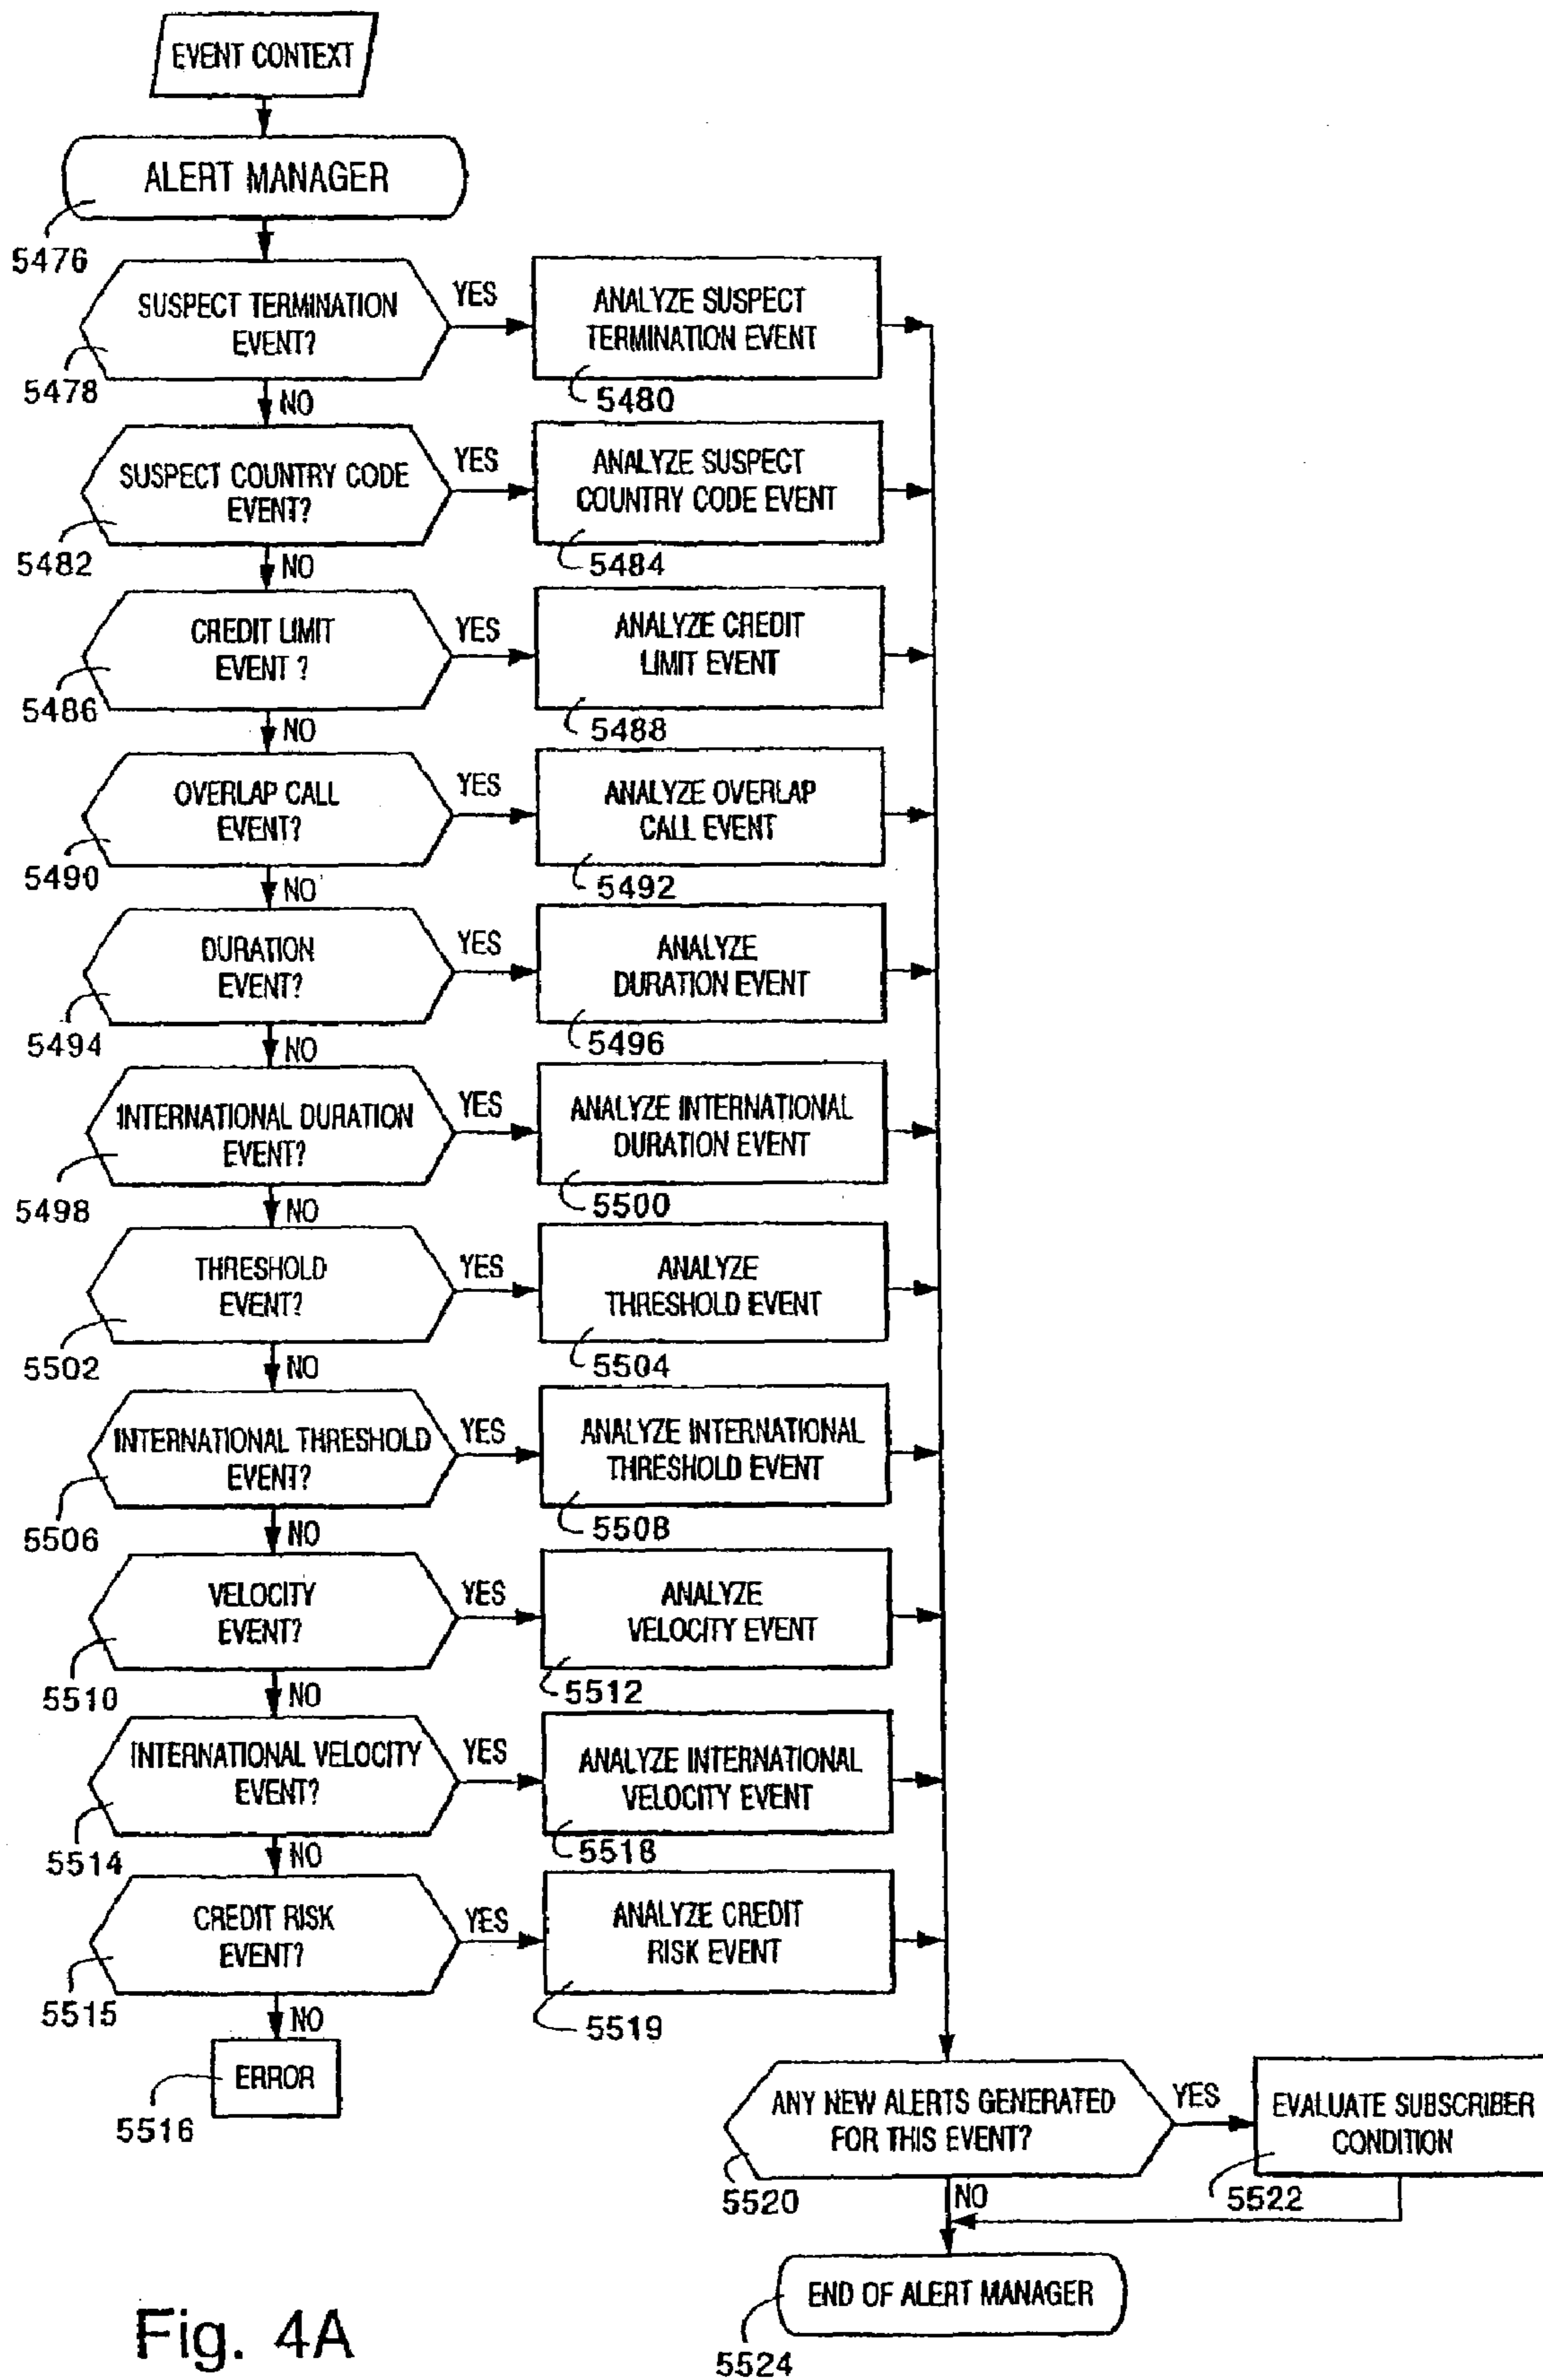 EVENT CONTEXT
ALERT MANAGER
5476
SUSPECT TERMINATION
EVENT?
5478
YES
ANALYZE SUSPECT
TERMINATION EVENT
5480
NO
SUSPECT COUNTRY CODE
EVENT?
5482
YES
ANALYZE SUSPECT
COUNTRY CODE EVENT
5484
NO
CREDIT LIMIT
EVENT ?
5486
YES
ANALYZE CREDIT
LIMIT EVENT
5488
NO
OVERLAP CALL
EVENT?
5490
YES
ANALYZE OVERLAP
CALL EVENT
5492
NO
DURATION
EVENT?
5494
YES
ANALYZE
DURATION EVENT
5496
NO
INTERNATIONAL DURATION
EVENT?
5498
YES
ANALYZE INTERNATIONAL
DURATION EVENT
5500
NO
THRESHOLD
EVENT?
5502
YES
ANALYZE
THRESHOLD EVENT
5504
NO
INTERNATIONAL THRESHOLD
EVENT?
5506
YES
ANALYZE INTERNATIONAL
THRESHOLD EVENT
5508
NO
VELOCITY
EVENT?
5510
YES
ANALYZE
VELOCITY EVENT
5512
NO
INTERNATIONAL VELOCITY
EVENT?
5514
YES
ANALYZE INTERNATIONAL
VELOCITY EVENT
5518
NO
CREDIT RISK
EVENT?
5515
YES
ANALYZE CREDIT
RISK EVENT
5519
NO
ERROR
5516
ANY NEW ALERTS GENERATED
FOR THIS EVENT?
5520
YES
EVALUATE SUBSCRIBER
CONDITION
5522
NO
END OF ALERT MANAGER
5524
Fig. 4A